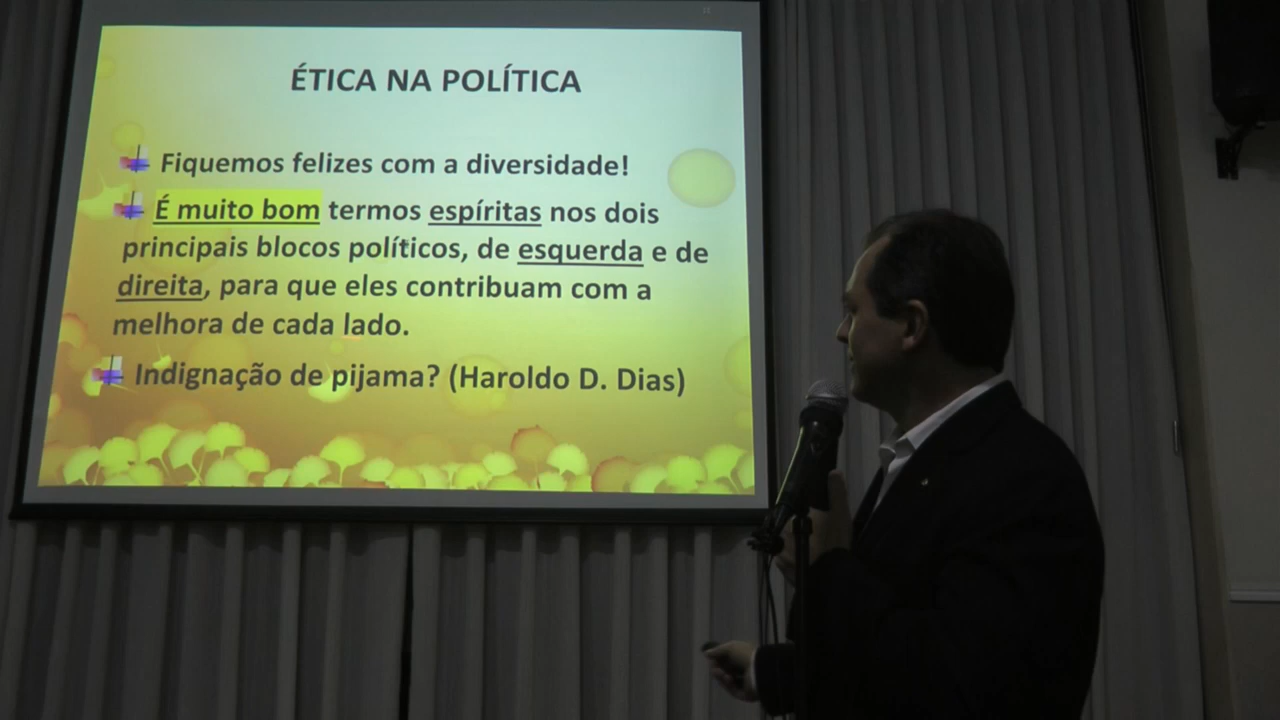 ÉTICA NA POLÍTICA
Fiquemos felizes com a diversidade!
É muito bom termos espíritas nos dois
principais blocos políticos, de esquerda e de
direita, para que eles contribuam com a
melhora de cada lado.
Indignação de pijama? (Haroldo D. Dias)